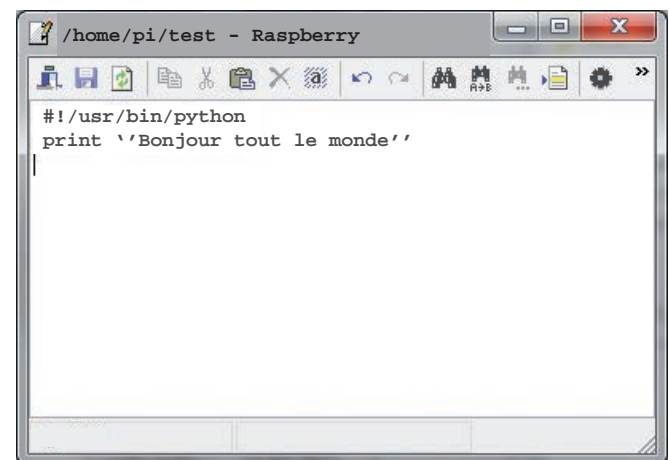 /home/pi/test - Raspberry
A→B
»
#!/usr/bin/python
print ‘’Bonjour tout le monde’’